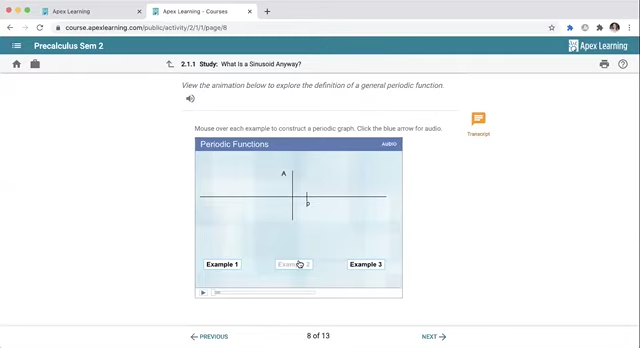 Apex Learning
Apex Learning - Courses
course.apexlearning.com/public/activity/2/1/1/page/8
Precalculus Sem 2
Apex Learning
2.1.1 Study: What Is a Sinusoid Anyway?
View the animation below to explore the definition of a general periodic function.
Transcript
Mouse over each example to construct a periodic graph. Click the blue arrow for audio.
Periodic Functions
AUDIO
A
p
Example 1
Example 2
Example 3
PREVIOUS
8 of 13
NEXT